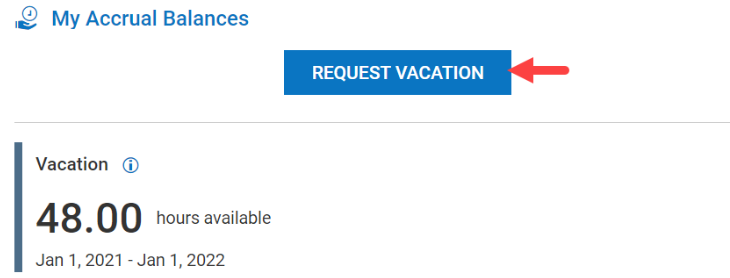 My Accrual Balances
REQUEST VACATION
Vacation
48.00 hours available
Jan 1, 2021 - Jan 1, 2022